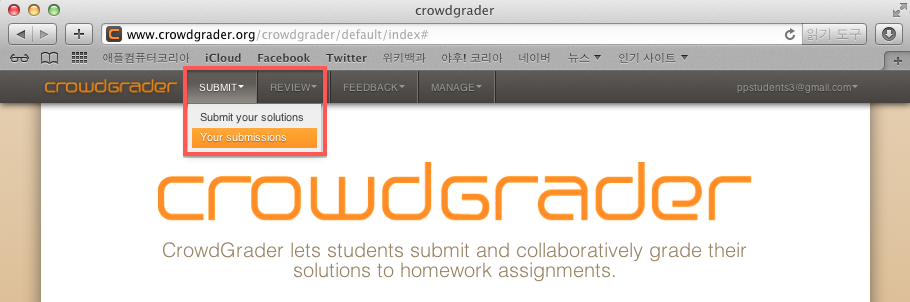 crowdgrader
www.crowdgrader.org/crowdgrader/default/index#
읽기 도구
애플컴퓨터코리아 iCloud Facebook Twitter 위키백과 야후! 코리아 네이버 뉴스 인기 사이트
crowdgrader SUBMIT REVIEW FEEDBACK MANAGE ppstudents3@gmail.com
Submit your solutions
Your submissions
crowdgrader
CrowdGrader lets students submit and collaboratively grade their
solutions to homework assignments.